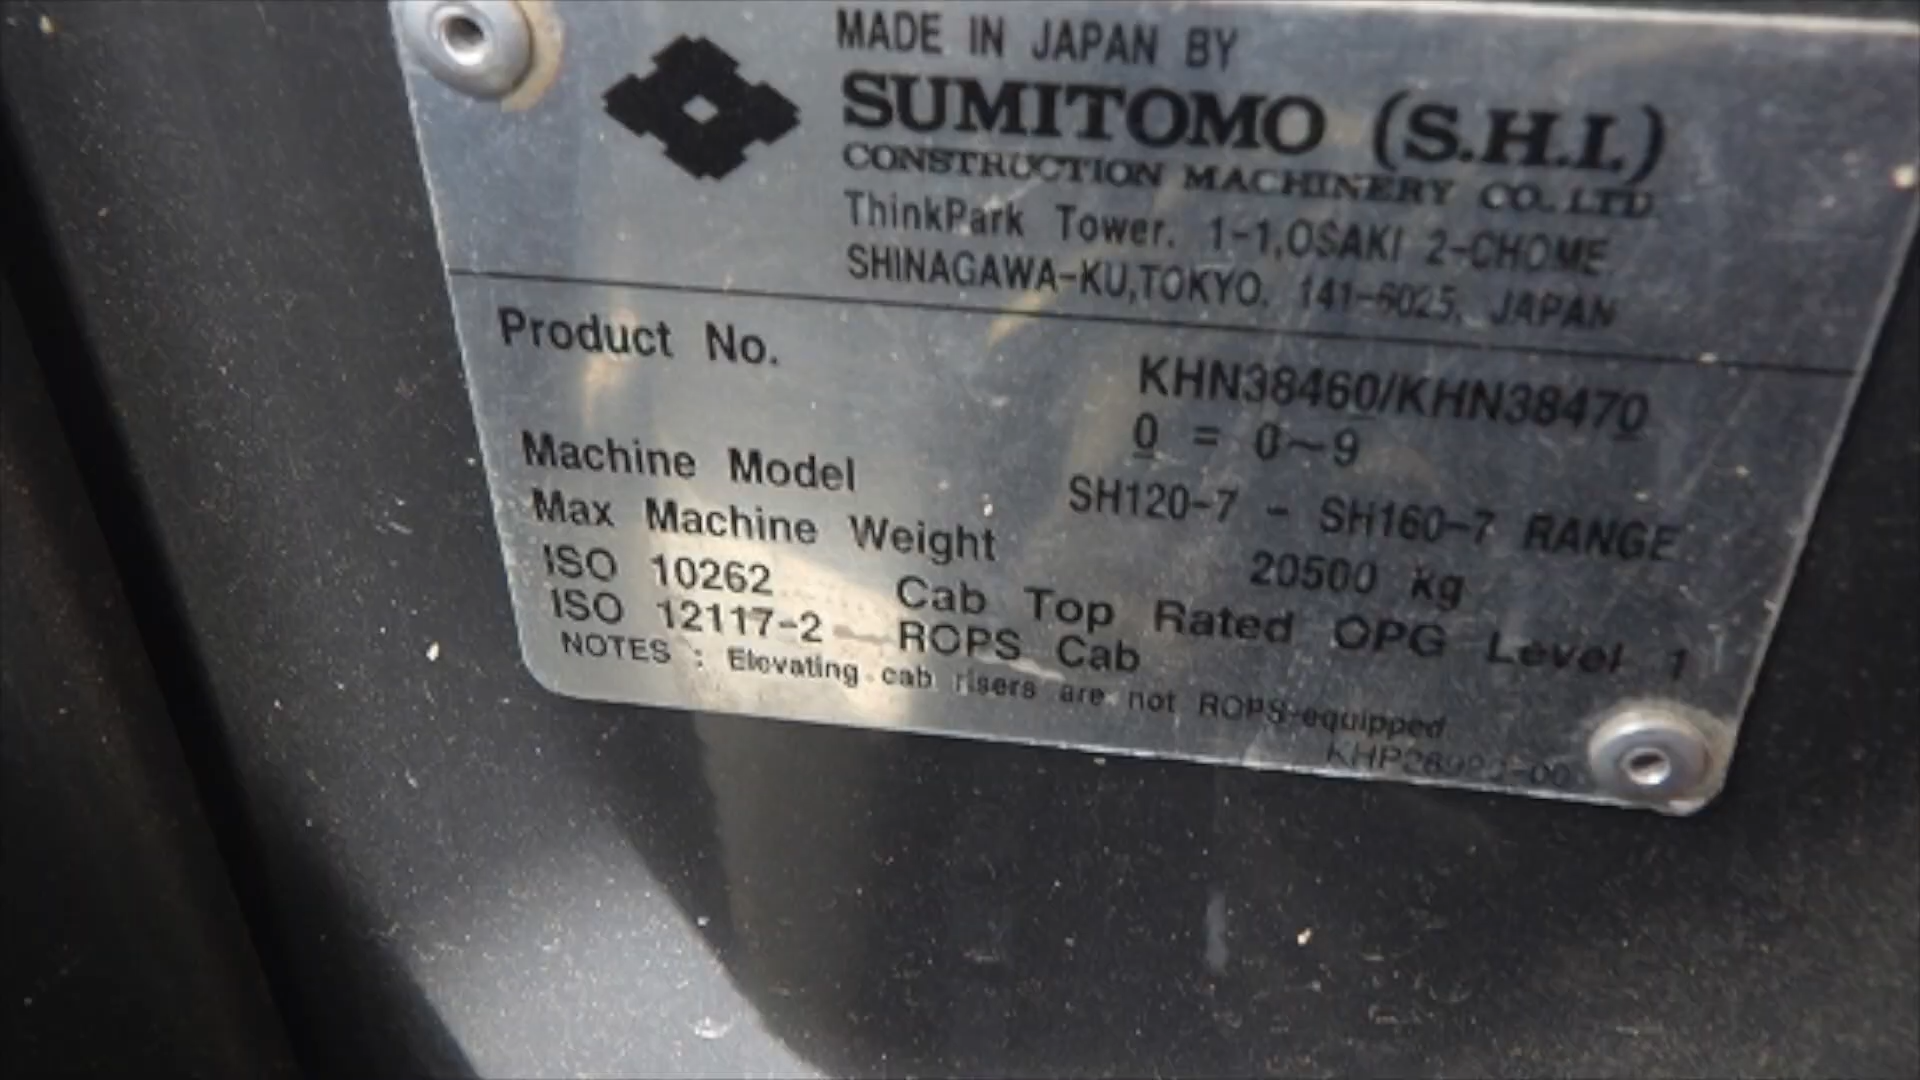 MADE IN JAPAN BY
SUMITOMO (S.H.I.)
CONSTRUCTION MACHINERY CO., LTD.
ThinkPark Tower. 1-1,OSAKI 2-CHOME.
SHINAGAWA-KU,TOKYO. 141-6025, JAPAN
Product No. KHN38460/KHN38470
0 = 0~9
Machine Model SH120-7 - SH160-7 RANGE
Max Machine Weight 20500 kg
ISO 10262 Cab Top Rated OPG Level 1
ISO 12117-2 ROPS Cab
NOTES : Elevating cab risers are not ROPS-equipped